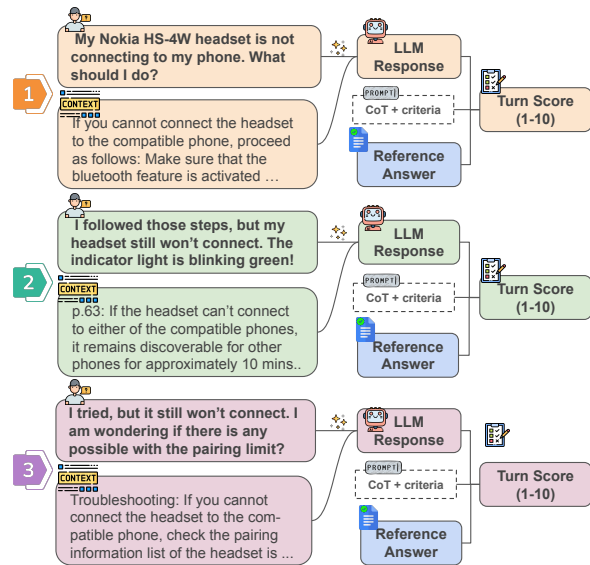 My Nokia HS-4W headset is not
connecting to my phone. What
should I do?
1
CONTEXT
If you cannot connect the headset
to the compatible phone, proceed
as follows: Make sure that the
bluetooth feature is activated ...
LLM
Response
PROMPT
CoT + criteria
Reference
Answer
Turn Score
(1-10)
I followed those steps, but my
headset still won't connect. The
indicator light is blinking green!
2
CONTEXT
p.63: If the headset can't connect
to either of the compatible phones,
it remains discoverable for other
phones for approximately 10 mins..
LLM
Response
PROMPT
CoT + criteria
Reference
Answer
Turn Score
(1-10)
I tried, but it still won't connect. I
am wondering if there is any
possible with the pairing limit?
3
CONTEXT
Troubleshooting: If you cannot
connect the headset to the com-
patible phone, check the pairing
information list of the headset is ...
LLM
Response
PROMPT
CoT + criteria
Reference
Answer
Turn Score
(1-10)